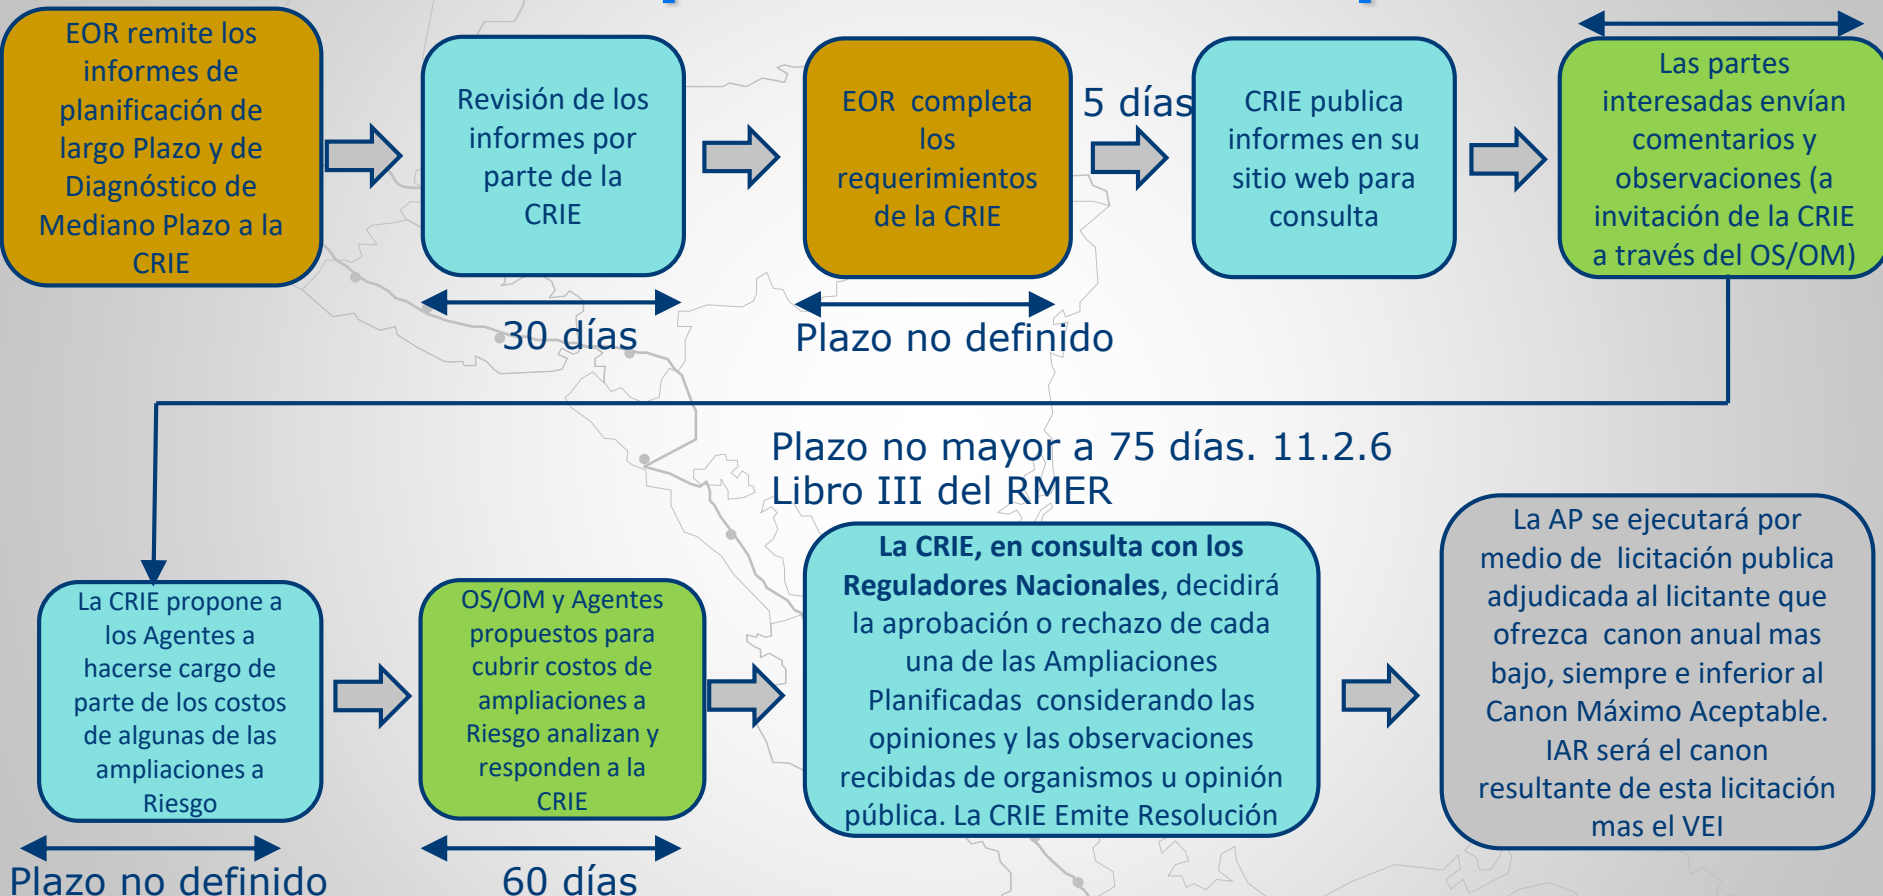 EOR remite los
informes de
planificación de
largo Plazo y de
Diagnóstico de
Mediano Plazo a la
CRIE
Revisión de los
informes por
parte de la
CRIE
30 días
EOR completa
los
requerimientos
de la CRIE
Plazo no definido
5 días
CRIE publica
informes en su
sitio web para
consulta
Las partes
interesadas envían
comentarios y
observaciones (a
invitación de la CRIE
a través del OS/OM)
La CRIE propone a
los Agentes a
hacerse cargo de
parte de los costos
de algunas de las
ampliaciones a
Riesgo
Plazo no definido
OS/OM y Agentes
propuestos para
cubrir costos de
ampliaciones a
Riesgo analizan y
responden a la
CRIE
60 días
Plazo no mayor a 75 días. 11.2.6
Libro III del RMER
La CRIE, en consulta con los
Reguladores Nacionales, decidirá
la aprobación o rechazo de cada
una de las Ampliaciones
Planificadas considerando las
opiniones y las observaciones
recibidas de organismos u opinión
pública. La CRIE Emite Resolución
La AP se ejecutará por
medio de licitación publica
adjudicada al licitante que
ofrezca canon anual mas
bajo, siempre e inferior al
Canon Máximo Aceptable.
IAR será el canon
resultante de esta licitación
mas el VEI